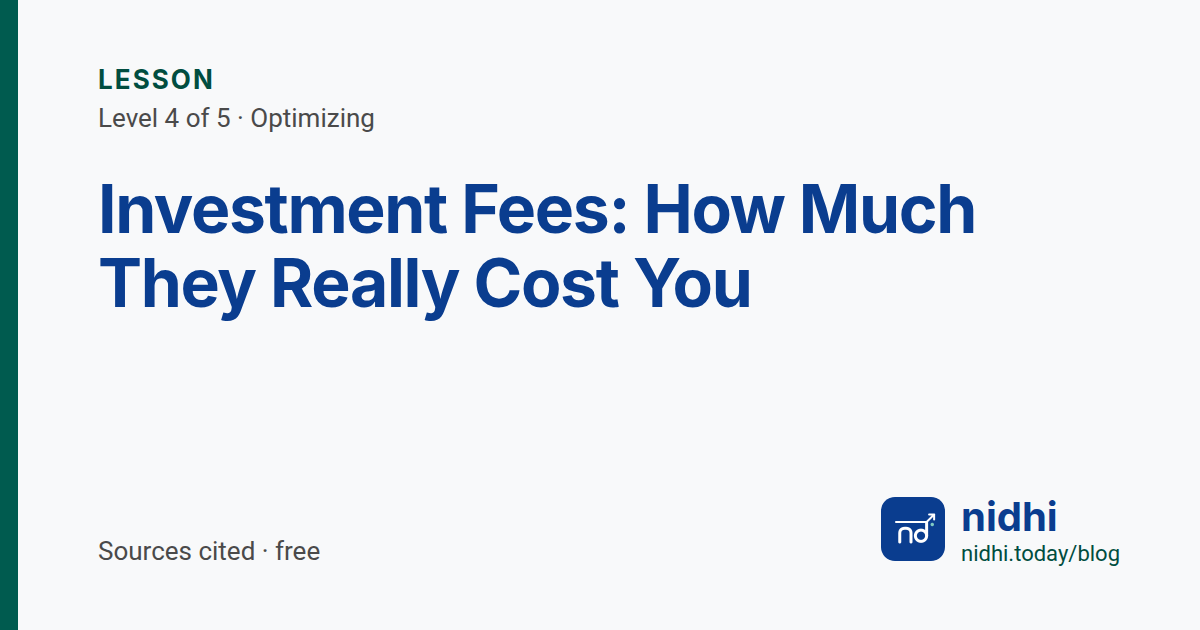 LESSON
Level 4 of 5 · Optimizing
Investment Fees: How Much
They Really Cost You
Sources cited · free
nd
nidhi
nidhi.today/blog